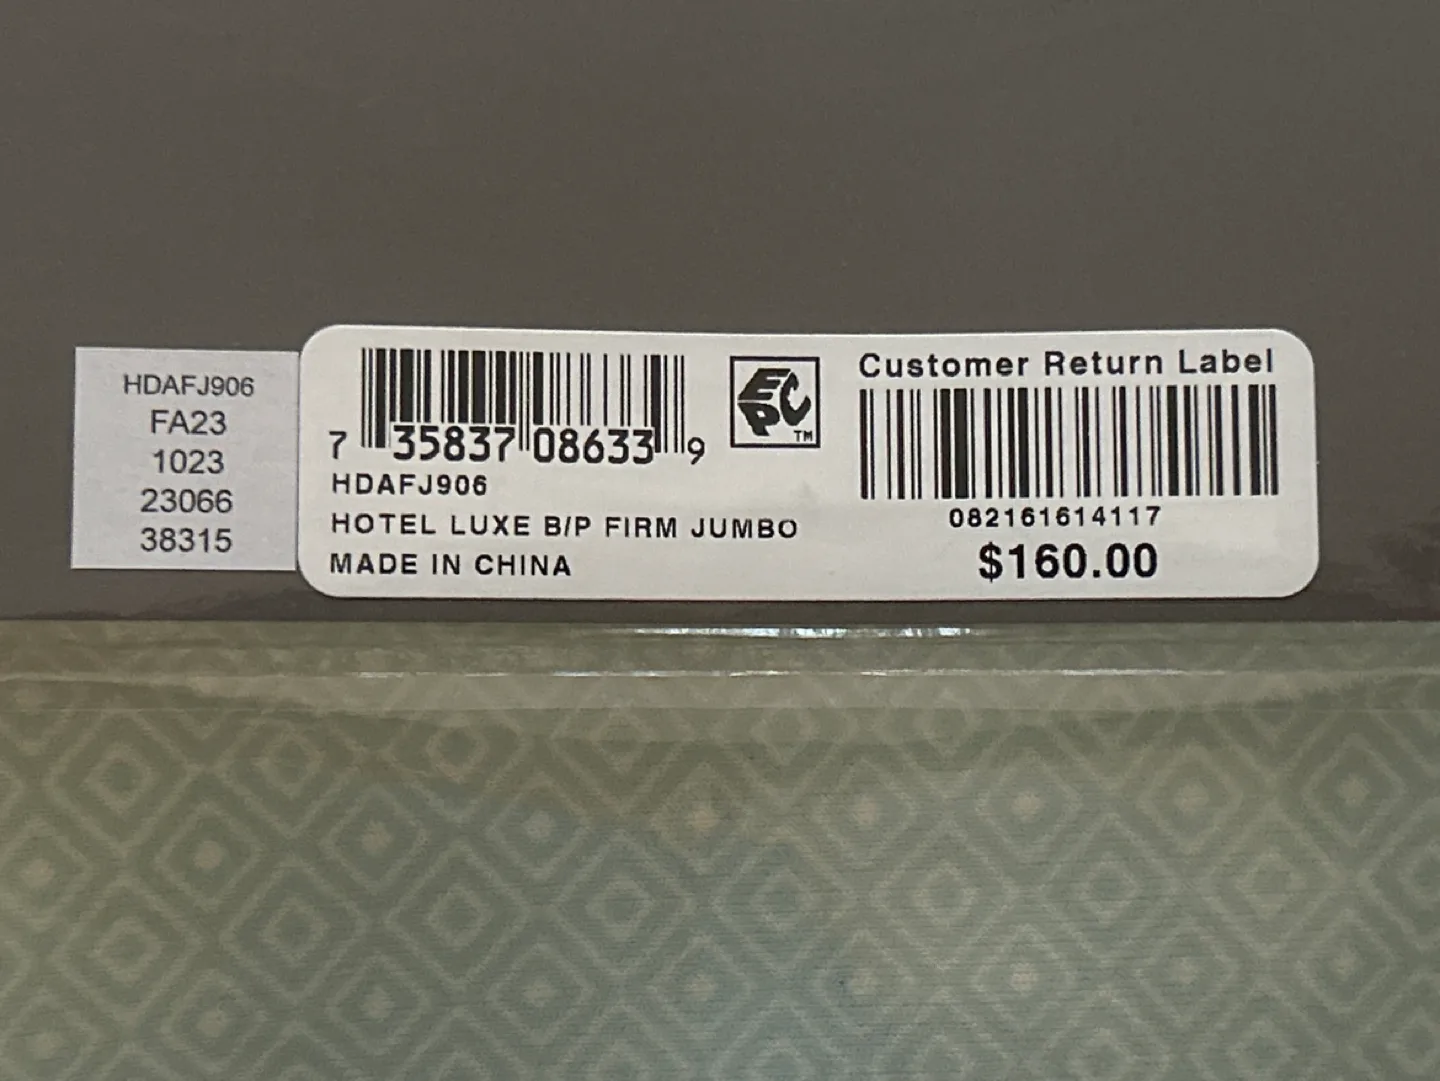 HDAFJ906
FA23
1023
23066
38315
7 35837 08633 9
HDAFJ906
HOTEL LUXE B/P FIRM JUMBO
MADE IN CHINA
EPC
TM
Customer Return Label
082161614117
$160.00